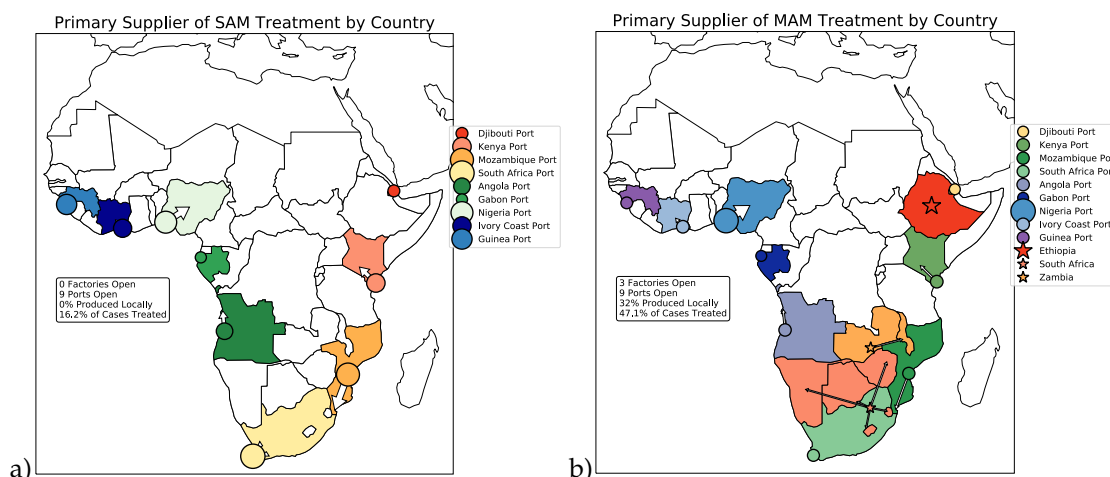 Primary Supplier of SAM Treatment by Country
Djibouti Port
Kenya Port
Mozambique Port
South Africa Port
Angola Port
Gabon Port
Nigeria Port
Ivory Coast Port
Guinea Port
0 Factories Open
9 Ports Open
0% Produced Locally
16.2% of Cases Treated
a)
Primary Supplier of MAM Treatment by Country
Djibouti Port
Kenya Port
Mozambique Port
South Africa Port
Angola Port
Gabon Port
Nigeria Port
Ivory Coast Port
Guinea Port
Ethiopia
South Africa
Zambia
3 Factories Open
9 Ports Open
32% Produced Locally
47.1% of Cases Treated
b)